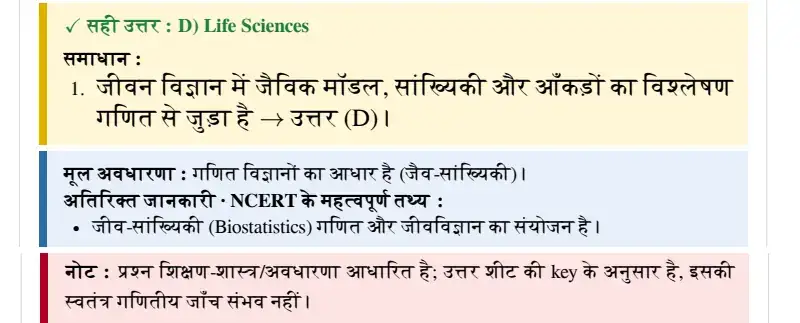 ✓ सही उत्तर : D) Life Sciences
समाधान :
1. जीवन विज्ञान में जैविक मॉडल, सांख्यिकी और आँकड़ों का विश्लेषण
गणित से जुड़ा है → उत्तर (D)।
मूल अवधारणा : गणित विज्ञानों का आधार है (जैव-सांख्यिकी)।
अतिरिक्त जानकारी · NCERT के महत्वपूर्ण तथ्य :
• जीव-सांख्यिकी (Biostatistics) गणित और जीवविज्ञान का संयोजन है।
नोट : प्रश्न शिक्षण-शास्त्र/अवधारणा आधारित है; उत्तर शीट की key के अनुसार है, इसकी
स्वतंत्र गणितीय जाँच संभव नहीं।